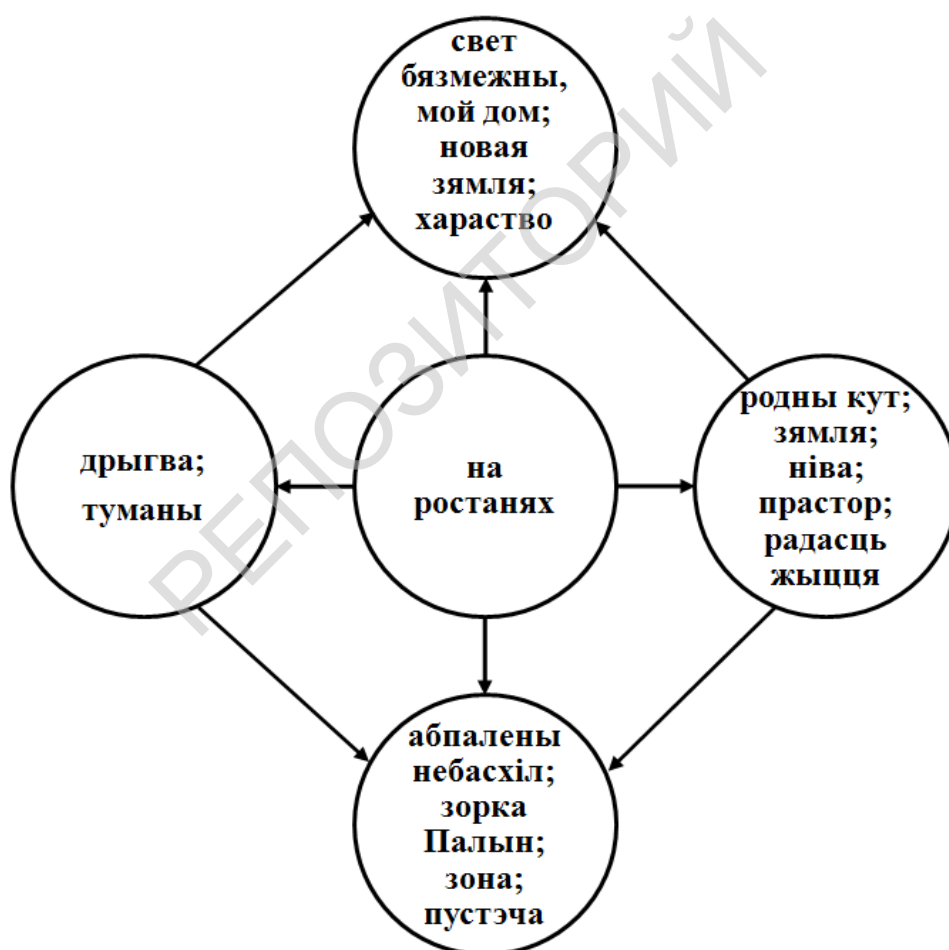 свет
бязмежны,
мой дом;
новая
зямля;
хараство
дрыгва;
туманы
на
ростанях
родны кут;
зямля;
ніва;
прастор;
радасць
жыцця
абпалены
небасхіл;
зорка
Палын;
зона;
пустэча
РЕПОЗИТОРИЙ